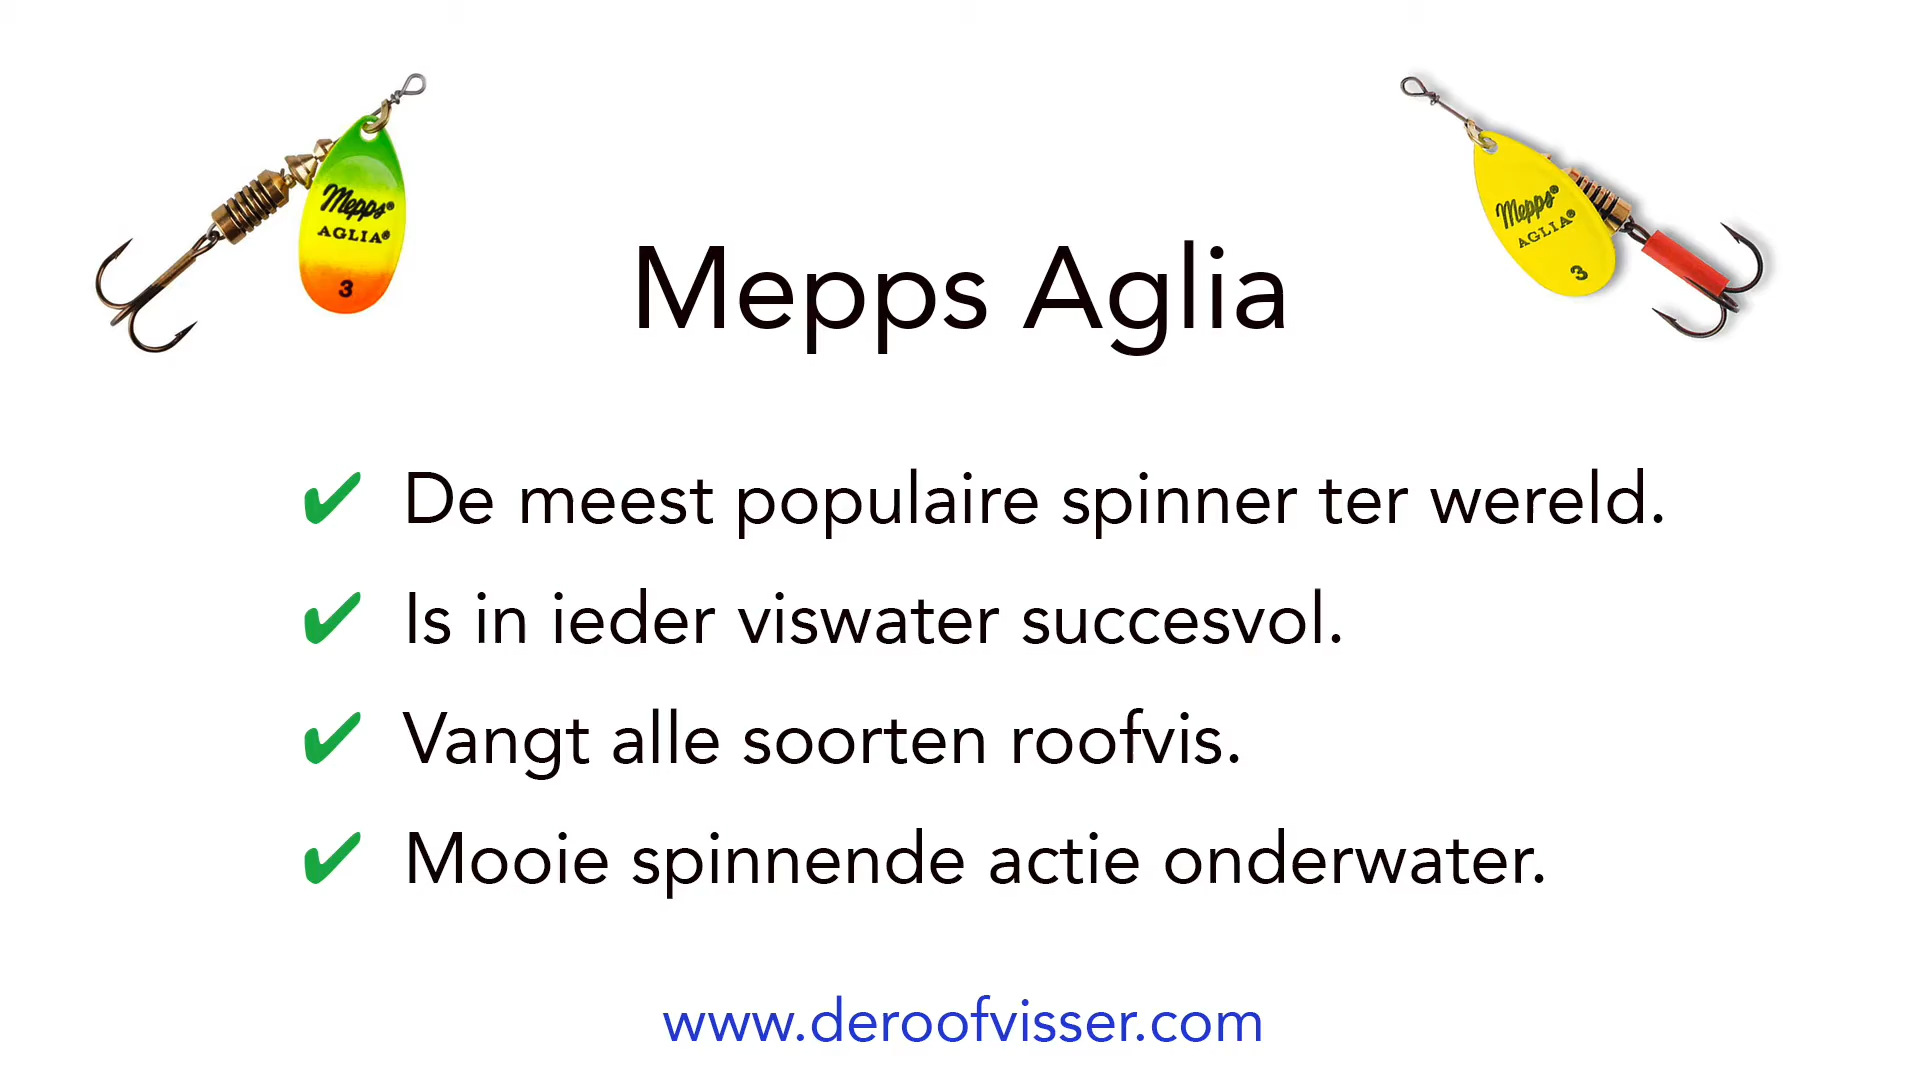 Mepps®
AGLIA®
3
Mepps®
AGLIA®
3
Mepps Aglia
✔ De meest populaire spinner ter wereld.
✔ Is in ieder viswater succesvol.
✔ Vangt alle soorten roofvis.
✔ Mooie spinnende actie onderwater.
www.deroofvisser.com